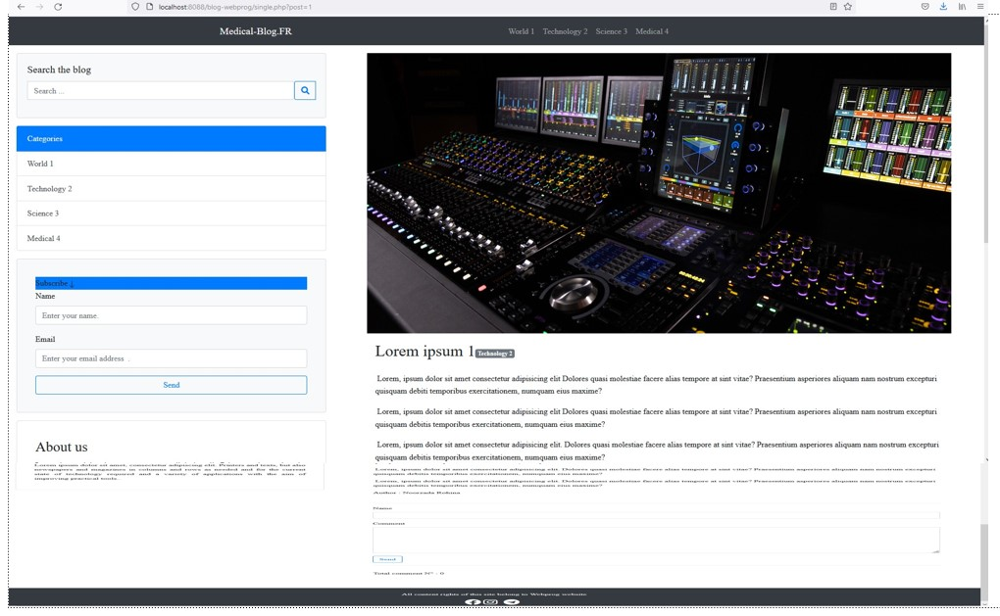 localhost:8088/blog-webprog/single.php?post=1
Medical-Blog.FR
World 1 Technology 2 Science 3 Medical 4
Search the blog
Search ...
Categories
World 1
Technology 2
Science 3
Medical 4
Subscribe
Name
Enter your name.
Email
Enter your email address .
Send
About us
Lorem ipsum dolor sit amet, consectetur adipiscing elit. Printers and texts, but also
newspapers and magazines in columns and rows as needed and for the current
state of technology required and a variety of applications with the aim of
improving practical tools.
Lorem ipsum 1 Technology 2
Lorem, ipsum dolor sit amet consectetur adipisicing elit Dolores quasi molestiae facere alias tempore at sint vitae? Praesentium asperiores aliquam nam nostrum excepturi
quisquam debiti temporibus exercitationem, numquam eius maxime?
Lorem, ipsum dolor sit amet consectetur adipisicing elit Dolores quasi molestiae facere alias tempore at sint vitae? Praesentium asperiores aliquam nam nostrum excepturi
quisquam debitis temporibus exercitationem, numquam eius maxime?
Lorem, ipsum dolor sit amet consectetur adipisicing elit. Dolores quasi molestiae facere alias tempore at sint vitae? Praesentium asperiores aliquam nam nostrum excepturi
quisquam debitis temporibus exercitationem, numquam eius maxime?
Lorem, ipsum dolor sit amet consectetur adipisicing elit. Dolores quasi molestiae facere alias tempore at sint vitae? Praesentium asperiores aliquam nam nostrum excepturi
quisquam debitis temporibus exercitationem, numquam eius maxime?
Lorem, ipsum dolor sit amet consectetur adipisicing elit. Dolores quasi molestiae facere alias tempore at sint vitae? Praesentium asperiores aliquam nam nostrum excepturi
quisquam debitis temporibus exercitationem, numquam eius maxime?
Author :
Name
Comment
Send
Total comment N° : 0
All content rights of this site belong to Webprog website